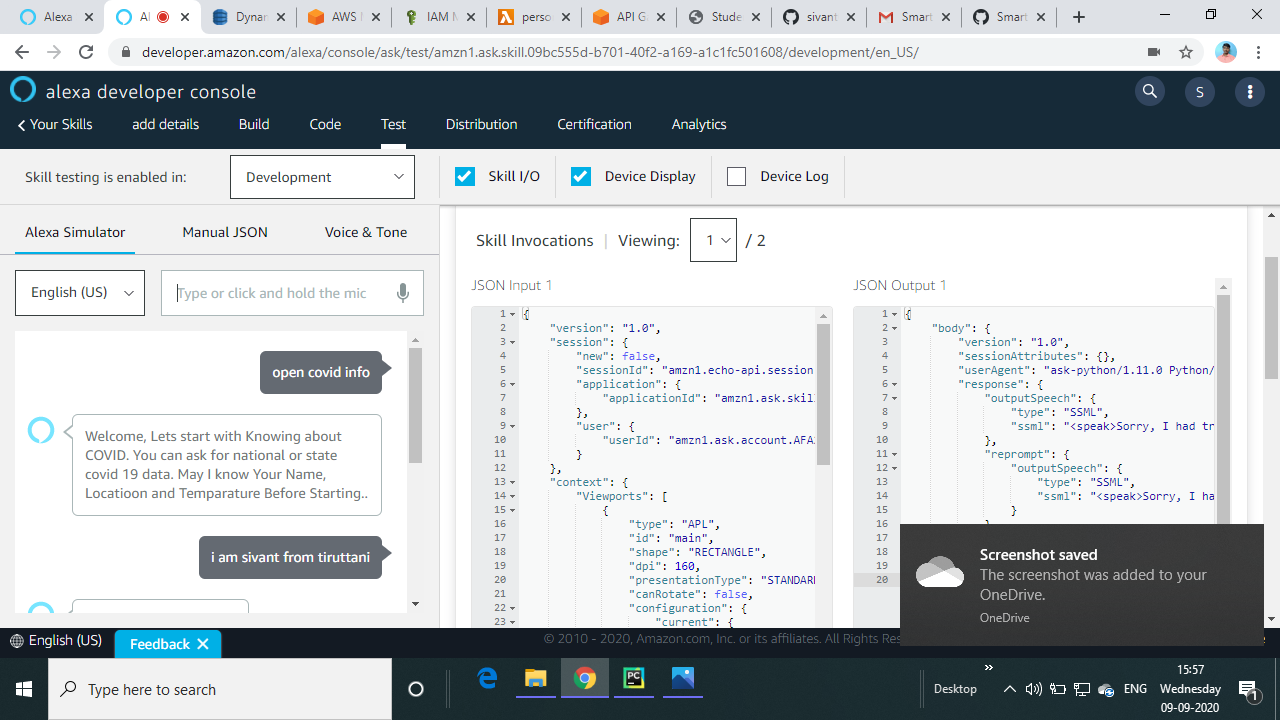 Alexa
Al
Dynam
AWS M
IAM M
perso
API Ga
Stude
sivant
Smart
Smart
developer.amazon.com/alexa/console/ask/test/amzn1.ask.skill.09bc555d-b701-40f2-a169-a1c1fc501608/development/en_US/
alexa developer console
S
Your Skills
add details
Build
Code
Test
Distribution
Certification
Analytics
Skill testing is enabled in:
Development
Skill I/O
Device Display
Device Log
Alexa Simulator
Manual JSON
Voice & Tone
English (US)
Type or click and hold the mic
open covid info
Welcome, Lets start with Knowing about
COVID. You can ask for national or state
covid 19 data. May I know Your Name,
Locatioon and Temparature Before Starting..
i am sivant from tiruttani
Skill Invocations | Viewing: 1 / 2
JSON Input 1
1 {
2 "version": "1.0",
3 "session": {
4 "new": false,
5 "sessionId": "amzn1.echo-api.session
6 "application": {
7 "applicationId": "amzn1.ask.skil
8 },
9 "user": {
10 "userId": "amzn1.ask.account.AFA
11 }
12 },
13 "context": {
14 "Viewports": [
15 {
16 "type": "APL",
17 "id": "main",
18 "shape": "RECTANGLE",
19 "dpi": 160,
20 "presentationType": "STANDARD
21 "canRotate": false,
22 "configuration": {
23 "current": {
JSON Output 1
1 {
2 "body": {
3 "version": "1.0",
4 "sessionAttributes": {},
5 "userAgent": "ask-python/1.11.0 Python/
6 "response": {
7 "outputSpeech": {
8 "type": "SSML",
9 "ssml": "<speak>Sorry, I had tr
10 },
11 "reprompt": {
12 "outputSpeech": {
13 "type": "SSML",
14 "ssml": "<speak>Sorry, I ha
15 }
16 }
17
18
19
20
Screenshot saved
The screenshot was added to your
OneDrive.
OneDrive
English (US)
Feedback
© 2010 - 2020, Amazon.com, Inc. or its affiliates. All Rights Res
Type here to search
Desktop
ENG
15:57
Wednesday
09-09-2020
1